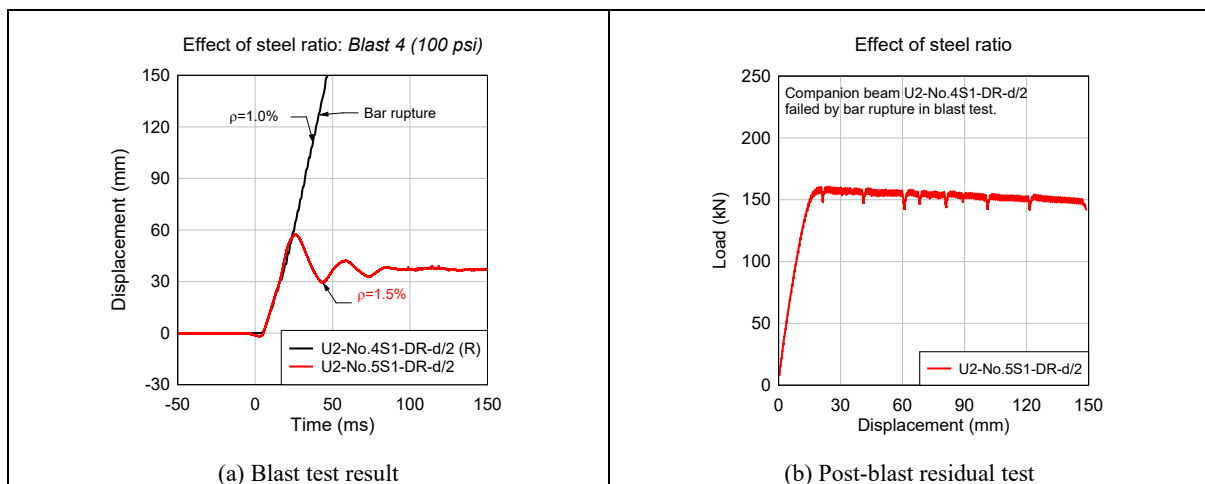 Effect of steel ratio: Blast 4 (100 psi)
150
120
90
60
30
0
-30
Displacement (mm)
ρ=1.0%
Bar rupture
ρ=1.5%
U2-No.4S1-DR-d/2 (R)
U2-No.5S1-DR-d/2
-50
0
50
100
150
Time (ms)
(a) Blast test result
Effect of steel ratio
250
200
150
100
50
0
Load (kN)
Companion beam U2-No.4S1-DR-d/2
failed by bar rupture in blast test.
U2-No.5S1-DR-d/2
0
30
60
90
120
150
Displacement (mm)
(b) Post-blast residual test